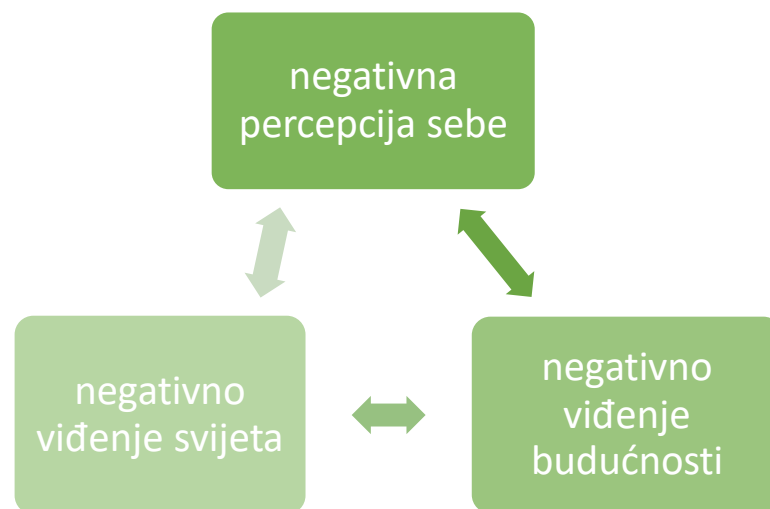 negativna
percepcija sebe
negativno
viđenje svijeta
negativno
viđenje
budućnosti